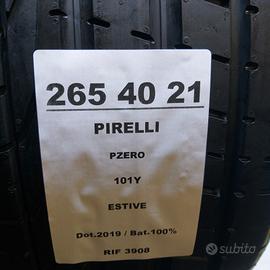 265 40 21
PIRELLI
PZERO
101Y
ESTIVE
Dot.2019 / Bat.100%
RIF 3908
subito